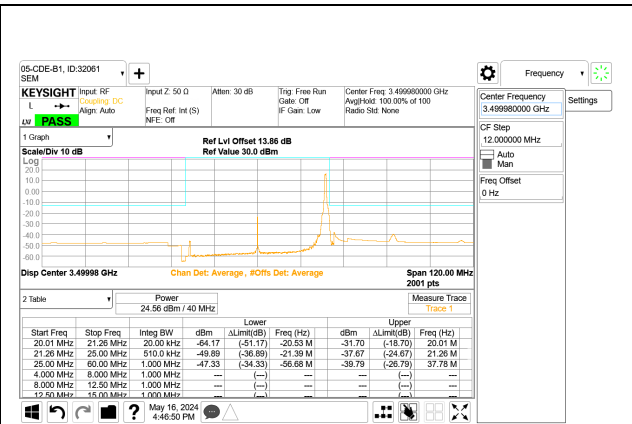 05-CDE-B1, ID:32061
SEM
Frequency
KEYSIGHT
L
PASS
Input: RF
Coupling: DC
Align: Auto
Input Z: 50 Ω
Freq Ref: Int (S)
NFE: Off
Atten: 30 dB
Trig: Free Run
Gate: Off
IF Gain: Low
Center Freq: 3.499980000 GHz
Avg|Hold: 100.00% of 100
Radio Std: None
Center Frequency
3.499980000 GHz
Settings
CF Step
12.000000 MHz
Auto
Man
Freq Offset
0 Hz
1 Graph
Scale/Div 10 dB
Ref Lvl Offset 13.86 dB
Ref Value 30.0 dBm
Log
20.0
10.0
0.00
-10.0
-20.0
-30.0
-40.0
-50.0
-60.0
Disp Center 3.49998 GHz
Chan Det: Average, #Offs Det: Average
Span 120.00 MHz
2001 pts
2 Table
Power
24.56 dBm / 40 MHz
Measure Trace
Trace 1
Lower Upper
Start Freq Stop Freq Integ BW dBm ΔLimit(dB) Freq (Hz) dBm ΔLimit(dB) Freq (Hz)
20.01 MHz 21.26 MHz 20.00 kHz -64.17 (-51.17) -20.53 M -31.70 (-18.70) 20.01 M
21.26 MHz 25.00 MHz 510.0 kHz -49.89 (-36.89) -21.39 M -37.67 (-24.67) 21.26 M
25.00 MHz 60.00 MHz 1.000 MHz -47.33 (-34.33) -56.68 M -39.79 (-26.79) 37.78 M
4.000 MHz 8.000 MHz 1.000 MHz --- (---) --- --- (---) ---
8.000 MHz 12.50 MHz 1.000 MHz --- (---) --- --- (---) ---
12.50 MHz 15.00 MHz 1.000 MHz --- (---) --- --- (---) ---
May 16, 2024
4:46:50 PM